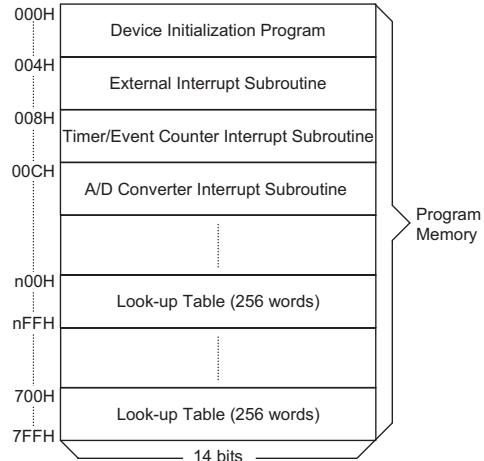 000H
Device Initialization Program
004H
External Interrupt Subroutine
008H
Timer/Event Counter Interrupt Subroutine
00CH
A/D Converter Interrupt Subroutine
Program
Memory
n00H
Look-up Table (256 words)
nFFH
700H
Look-up Table (256 words)
7FFH
14 bits